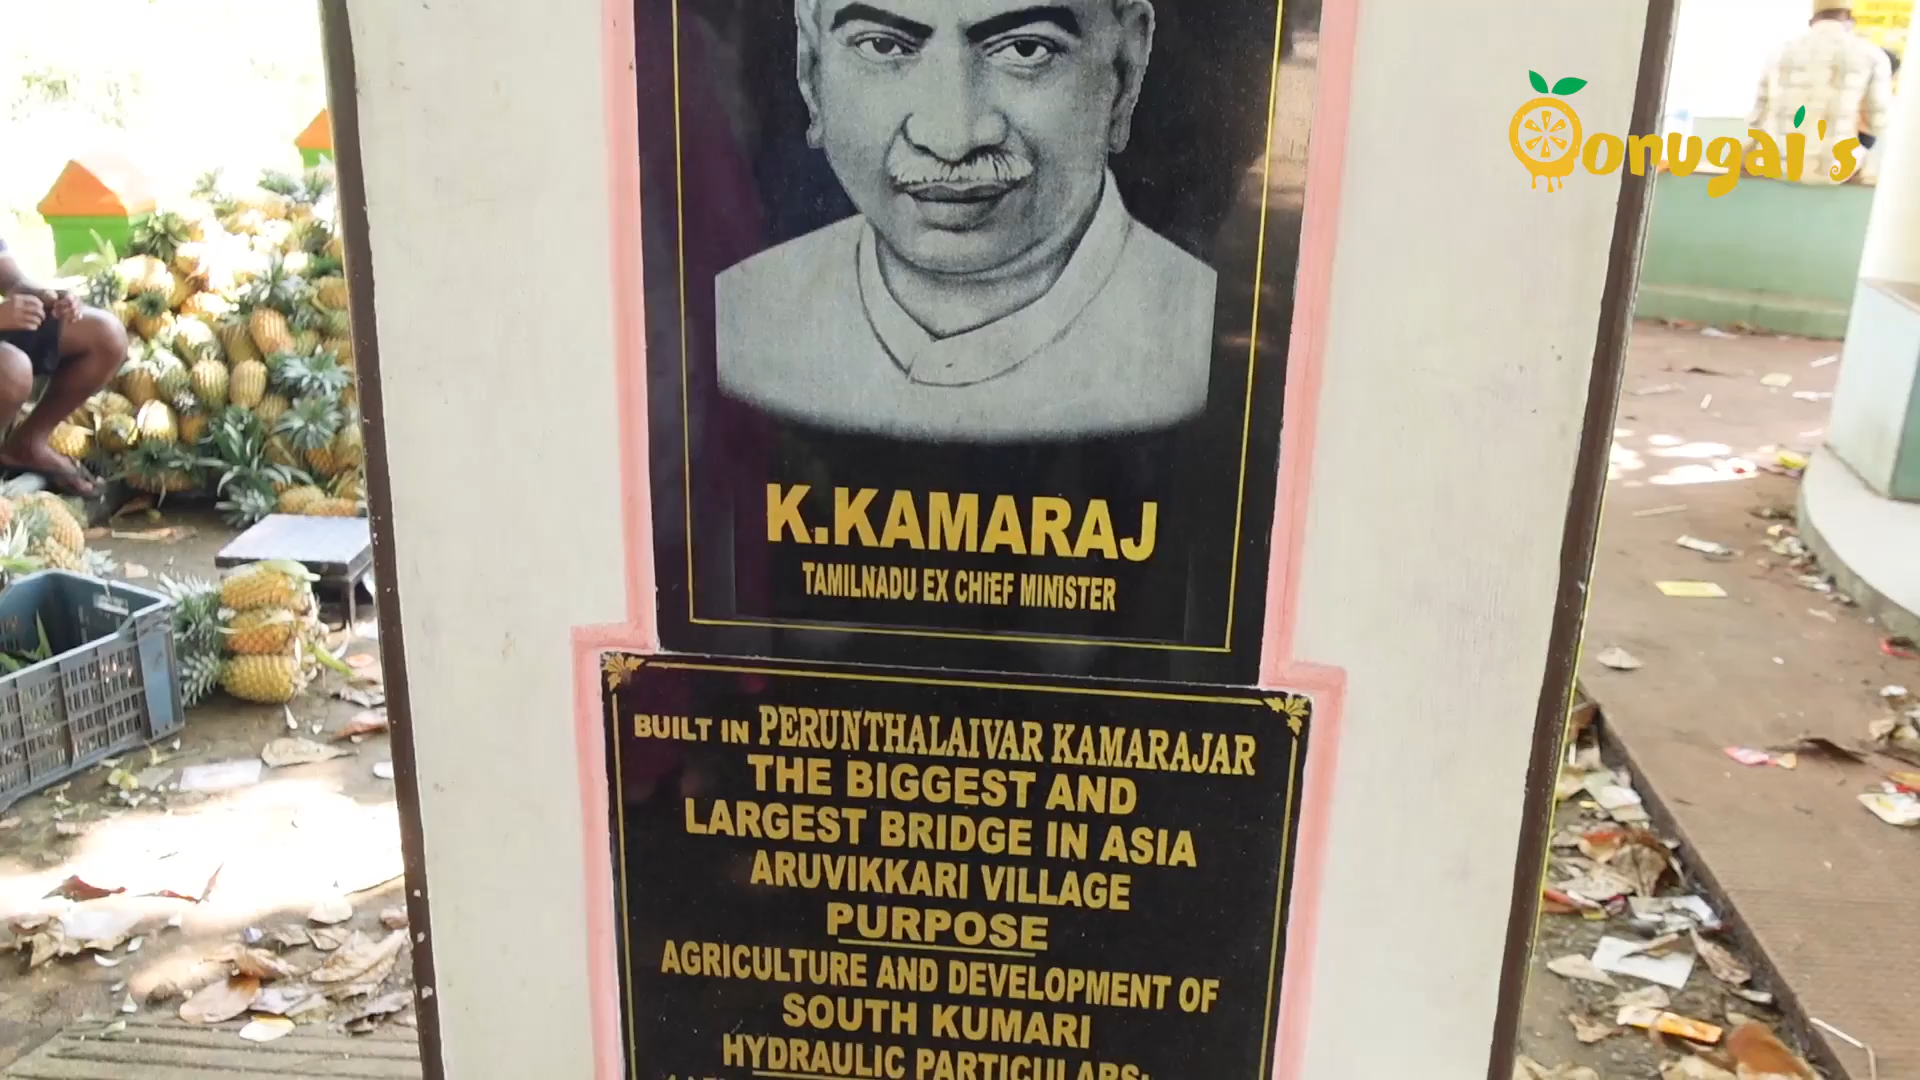 Oonugai's
K.KAMARAJ
TAMILNADU EX CHIEF MINISTER
BUILT IN PERUNTHALAIVAR KAMARAJAR
THE BIGGEST AND
LARGEST BRIDGE IN ASIA
ARUVIKKARI VILLAGE
PURPOSE
AGRICULTURE AND DEVELOPMENT OF
SOUTH KUMARI
HYDRAULIC PARTICULARS: